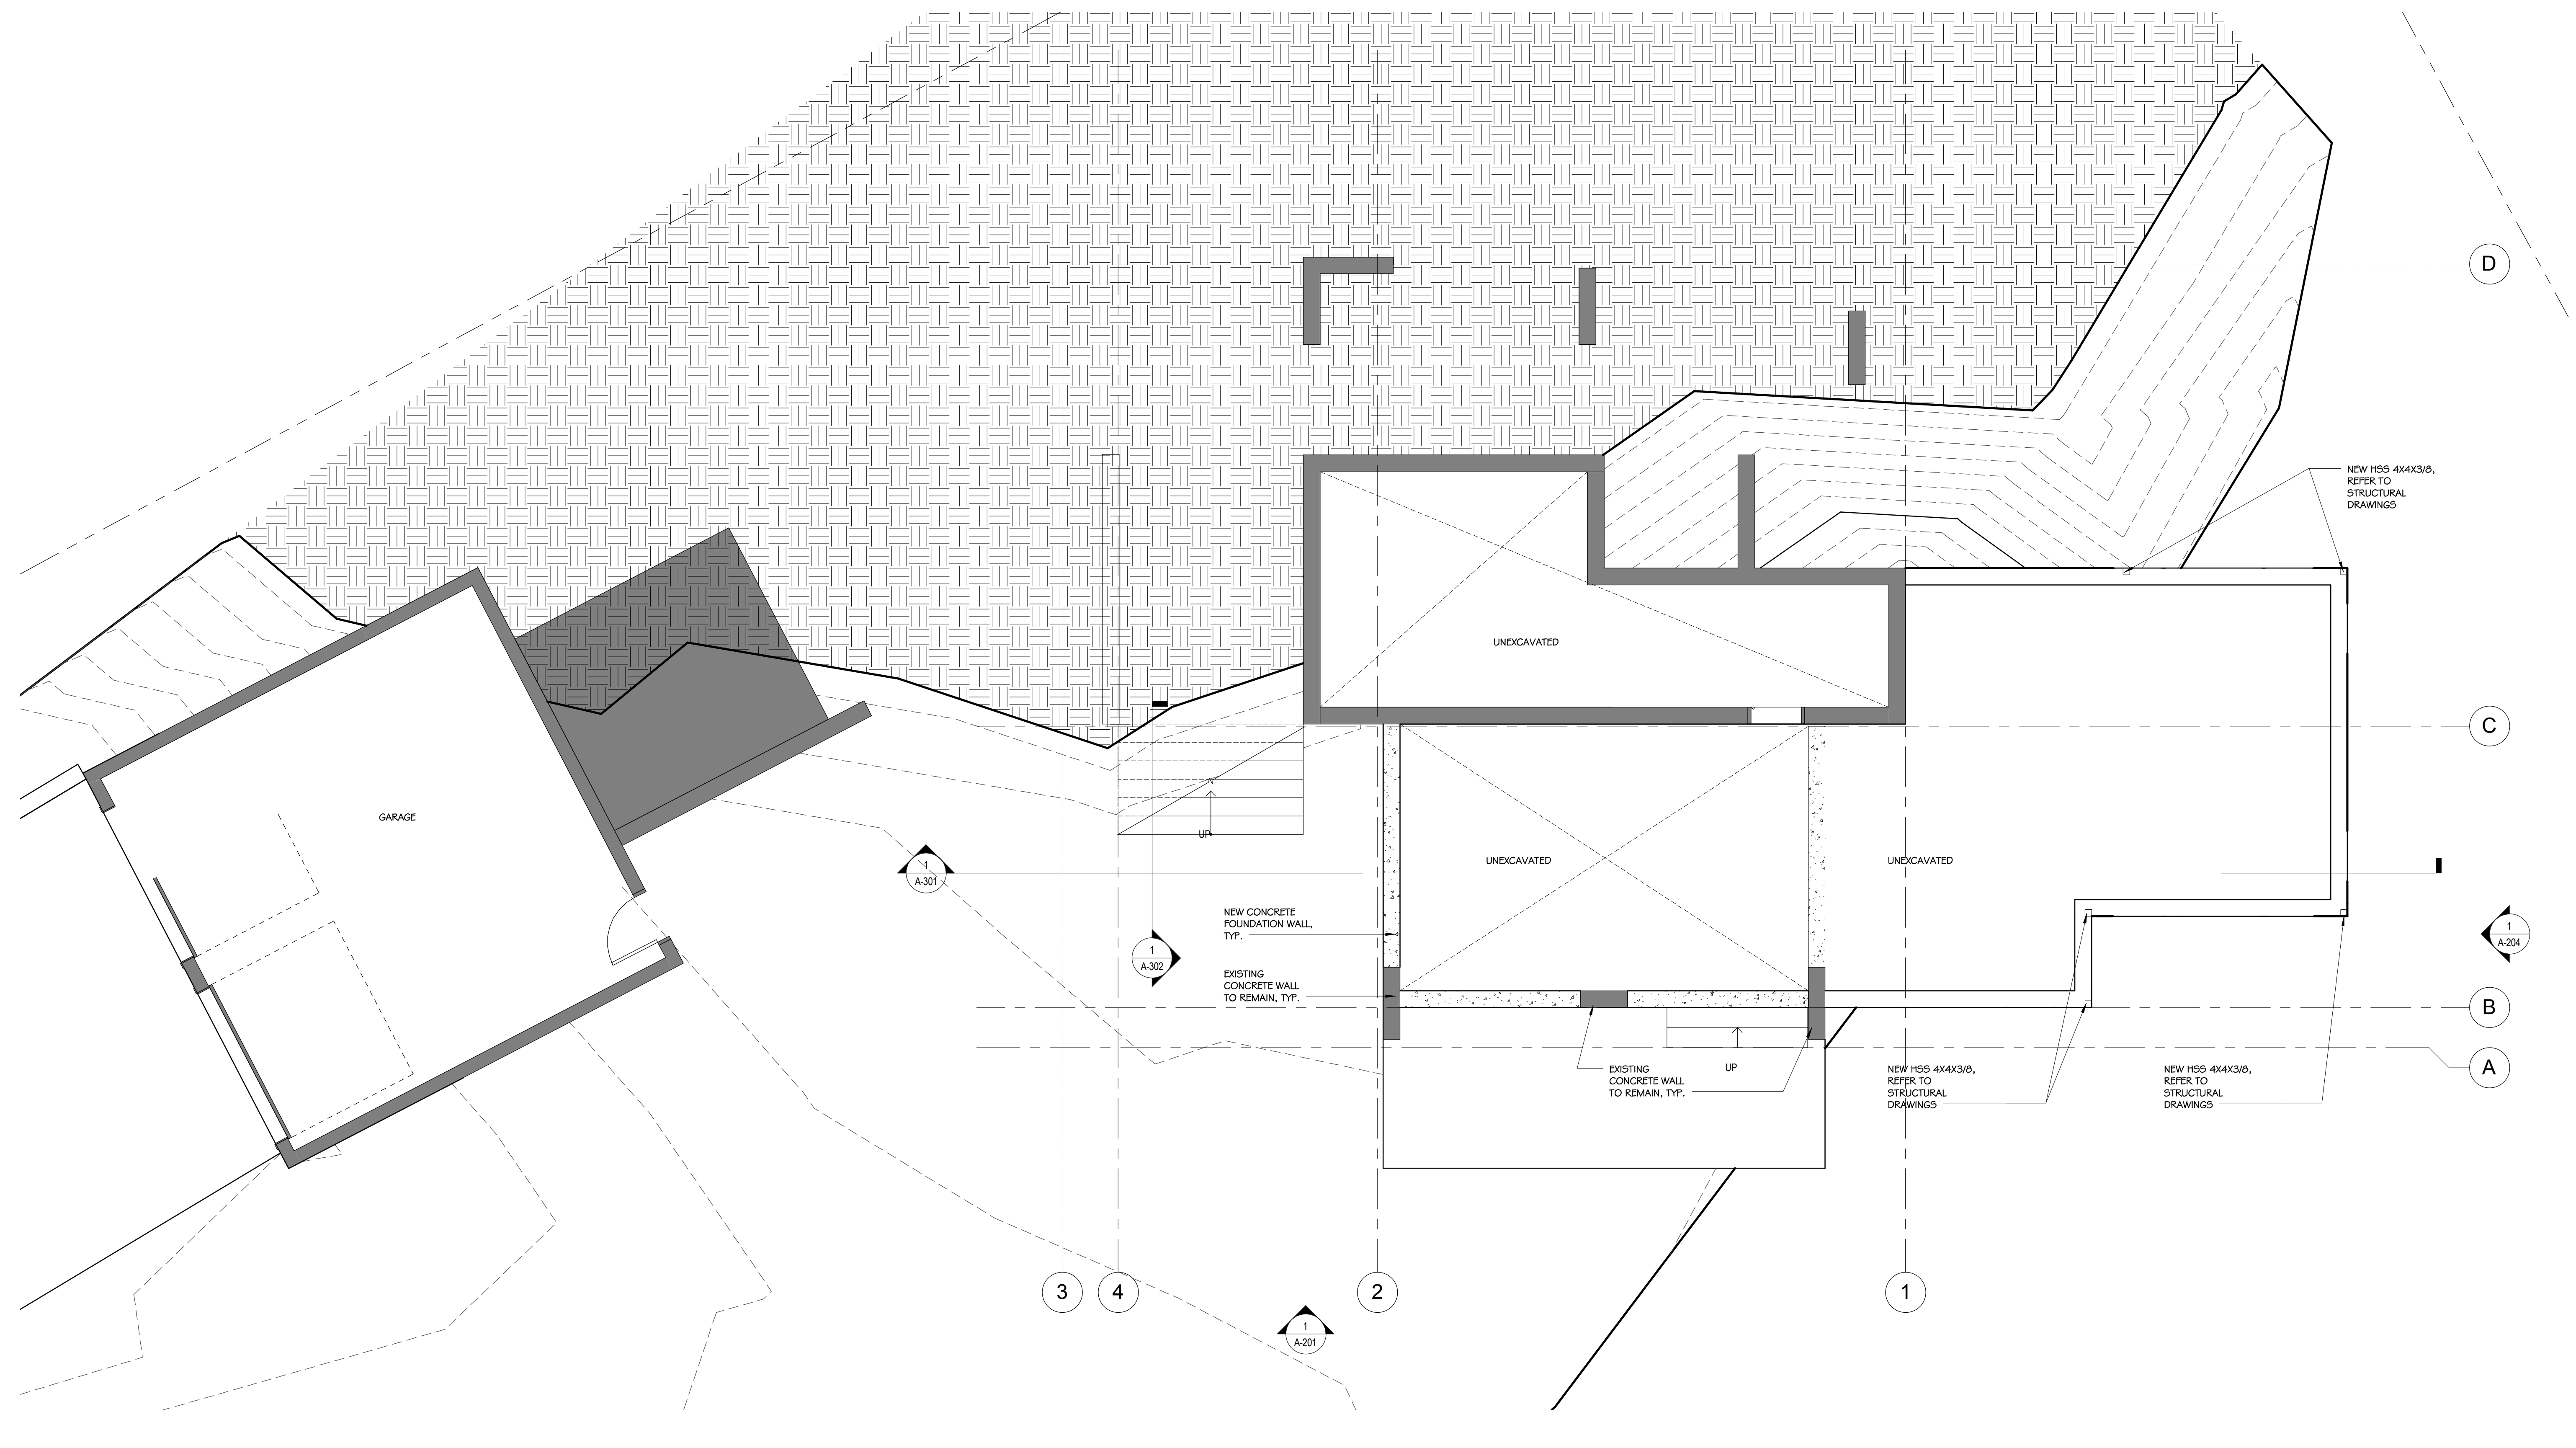 D
NEW HSS 4X4X3/8,
REFER TO
STRUCTURAL
DRAWINGS
UNEXCAVATED
C
GARAGE
UP
1
A-301
UNEXCAVATED
UNEXCAVATED
NEW CONCRETE
FOUNDATION WALL,
TYP.
1
A-302
1
A-204
EXISTING
CONCRETE WALL
TO REMAIN, TYP.
B
UP
A
EXISTING
CONCRETE WALL
TO REMAIN, TYP.
NEW HSS 4X4X3/8,
REFER TO
STRUCTURAL
DRAWINGS
NEW HSS 4X4X3/8,
REFER TO
STRUCTURAL
DRAWINGS
3
4
2
1
1
A-201